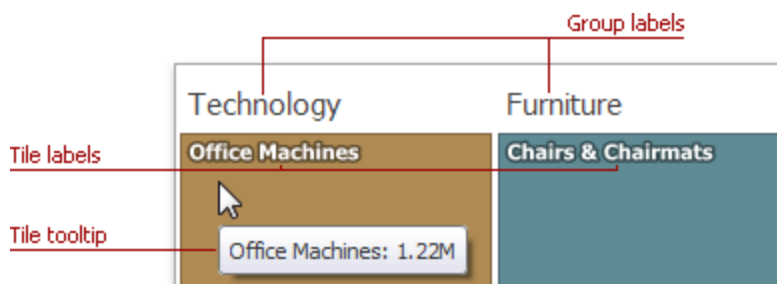 Group labels
Technology Furniture
Tile labels Office Machines Chairs & Chairmats
Tile tooltip
Office Machines: 1.22M